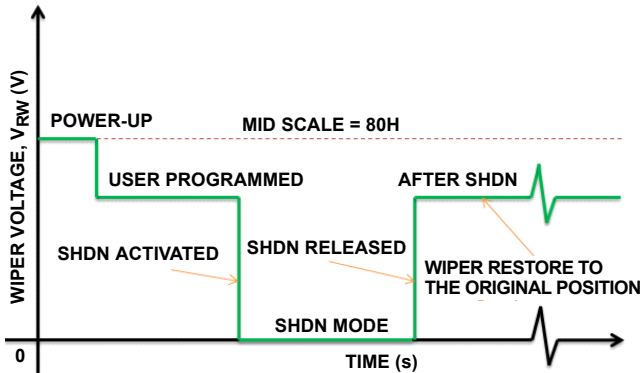 WIPER VOLTAGE, VRW (V)
POWER-UP
MID SCALE = 80H
USER PROGRAMMED
AFTER SHDN
SHDN ACTIVATED
SHDN RELEASED
WIPER RESTORE TO
THE ORIGINAL POSITION
SHDN MODE
0
TIME (s)